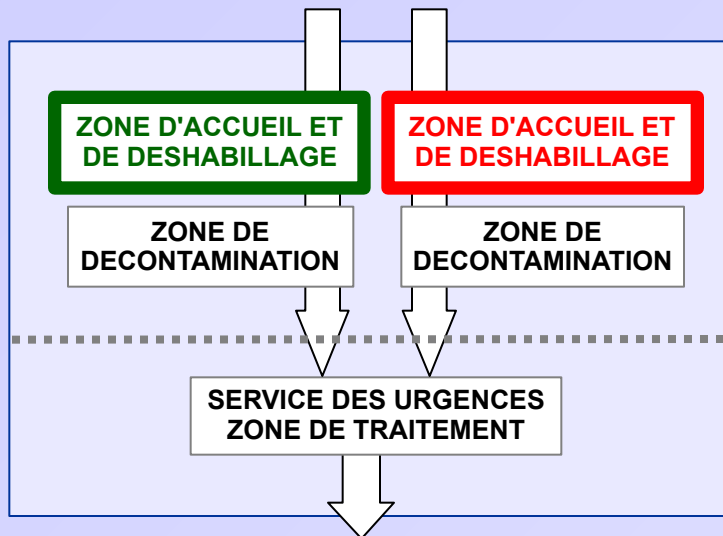 ZONE D'ACCUEIL ET
DE DESHABILLAGE
ZONE D'ACCUEIL ET
DE DESHABILLAGE
ZONE DE
DECONTAMINATION
ZONE DE
DECONTAMINATION
SERVICE DES URGENCES
ZONE DE TRAITEMENT